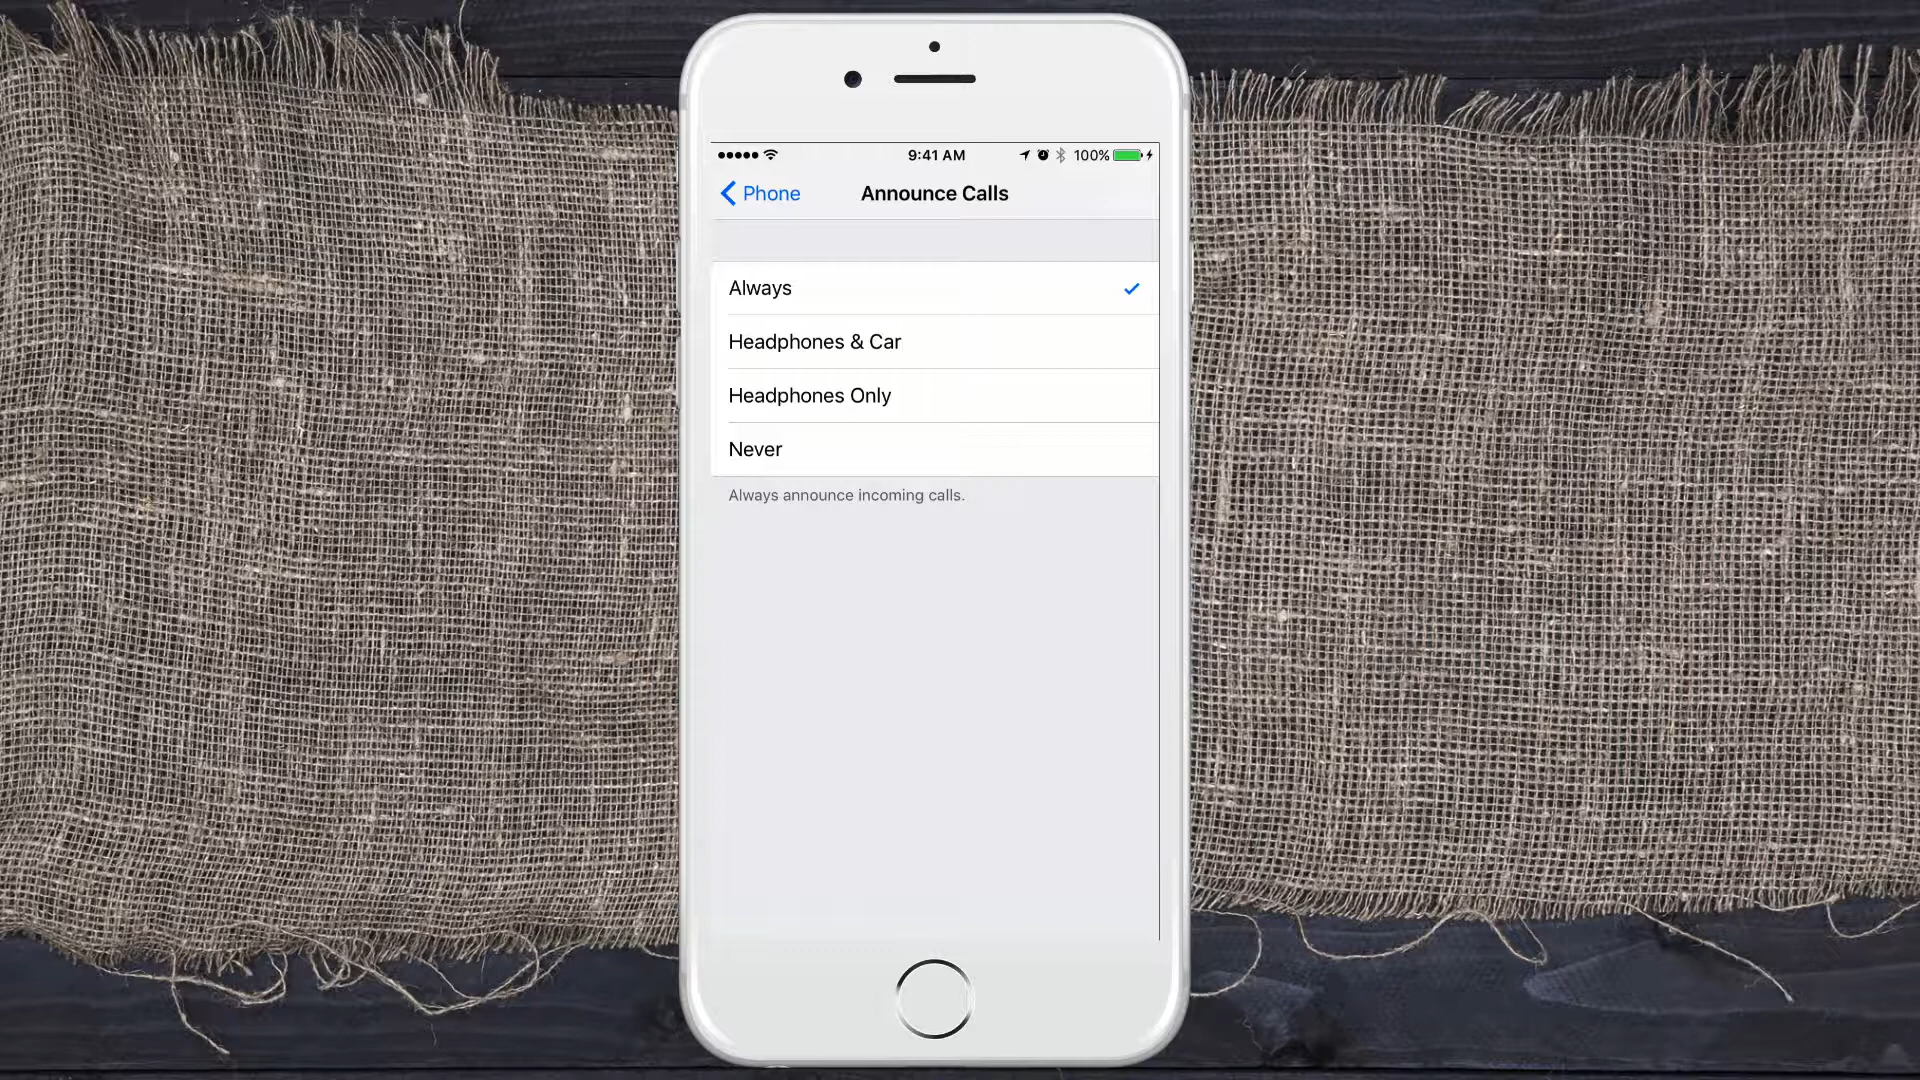 9:41 AM 100%
Phone Announce Calls
Always
Headphones & Car
Headphones Only
Never
Always announce incoming calls.